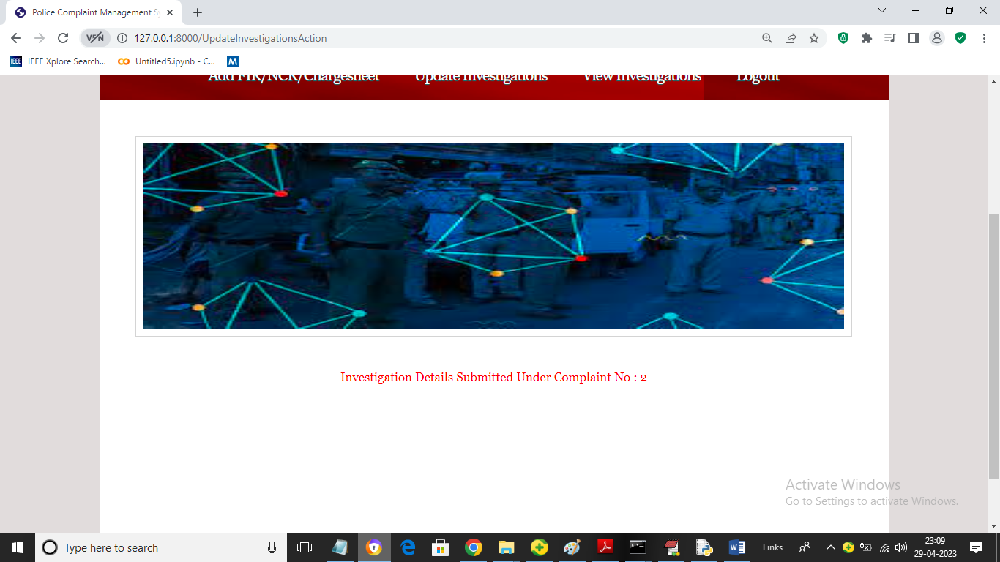 Police Complaint Management S
VPN
127.0.0.1:8000/UpdateInvestigationsAction
IEEE IEEE Xplore Search...
Untitled5.ipynb - C...
M
Add FIR/NCR/Chargesheet
Update Investigations
View Investigations
Logout
Investigation Details Submitted Under Complaint No : 2
Activate Windows
Go to Settings to activate Windows.
Type here to search
Links
23:09
29-04-2023